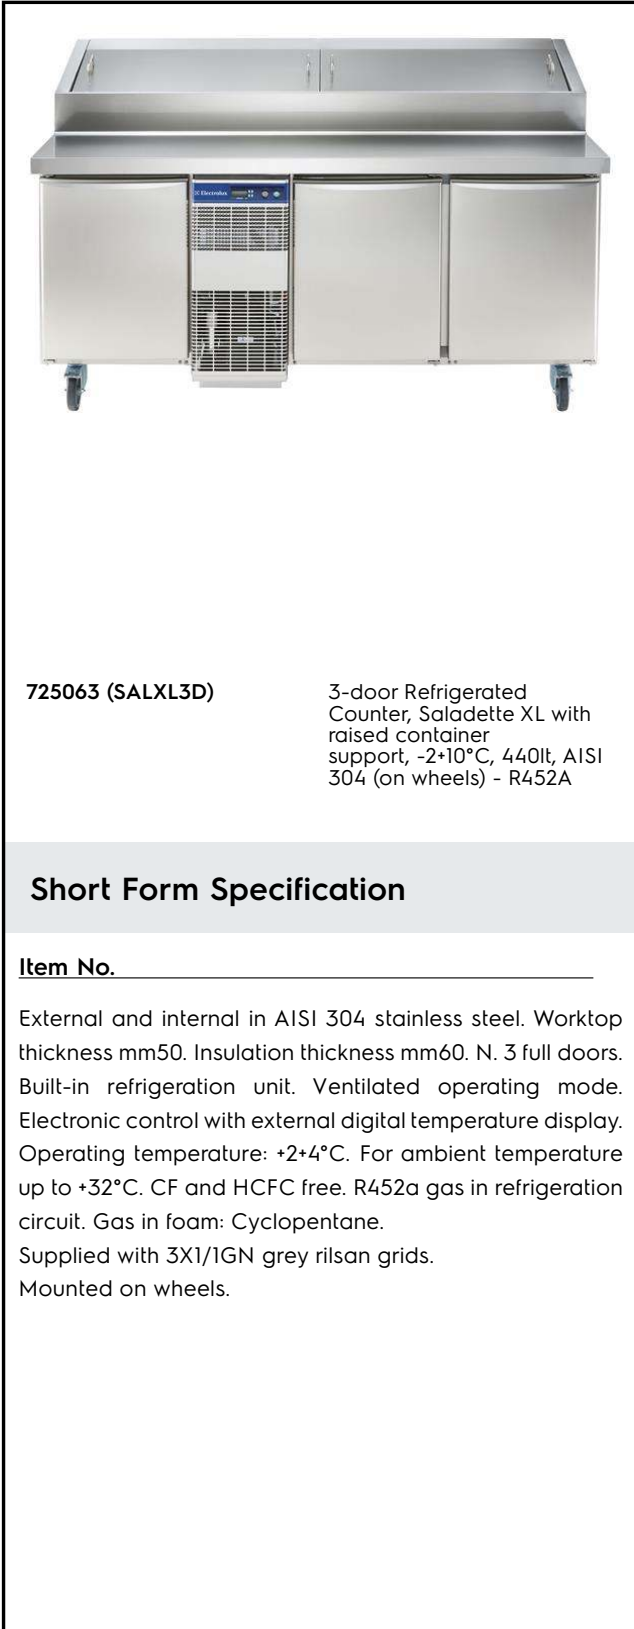 Electrolux
725063 (SALXL3D)
3-door Refrigerated
Counter, Saladette XL with
raised container
support, -2+10°C, 440lt, AISI
304 (on wheels) - R452A
Short Form Specification
Item No.
External and internal in AISI 304 stainless steel. Worktop
thickness mm50. Insulation thickness mm60. N. 3 full doors.
Built-in refrigeration unit. Ventilated operating mode.
Electronic control with external digital temperature display.
Operating temperature: +2+4°C. For ambient temperature
up to +32°C. CF and HCFC free. R452a gas in refrigeration
circuit. Gas in foam: Cyclopentane.
Supplied with 3X1/1GN grey rilsan grids.
Mounted on wheels.